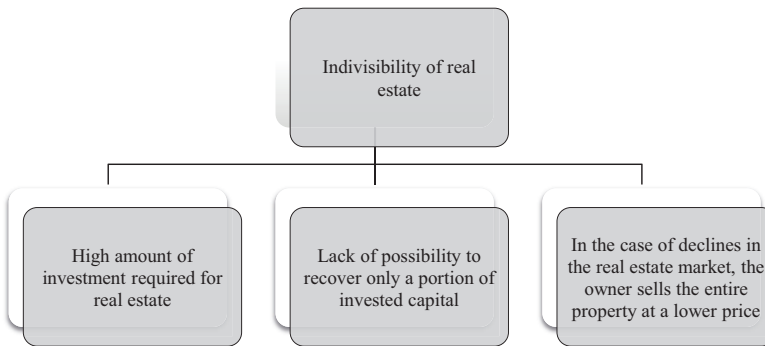 Indivisibility of real
estate
High amount of
investment required for
real estate
Lack of possibility to
recover only a portion of
invested capital
In the case of declines in
the real estate market, the
owner sells the entire
property at a lower price